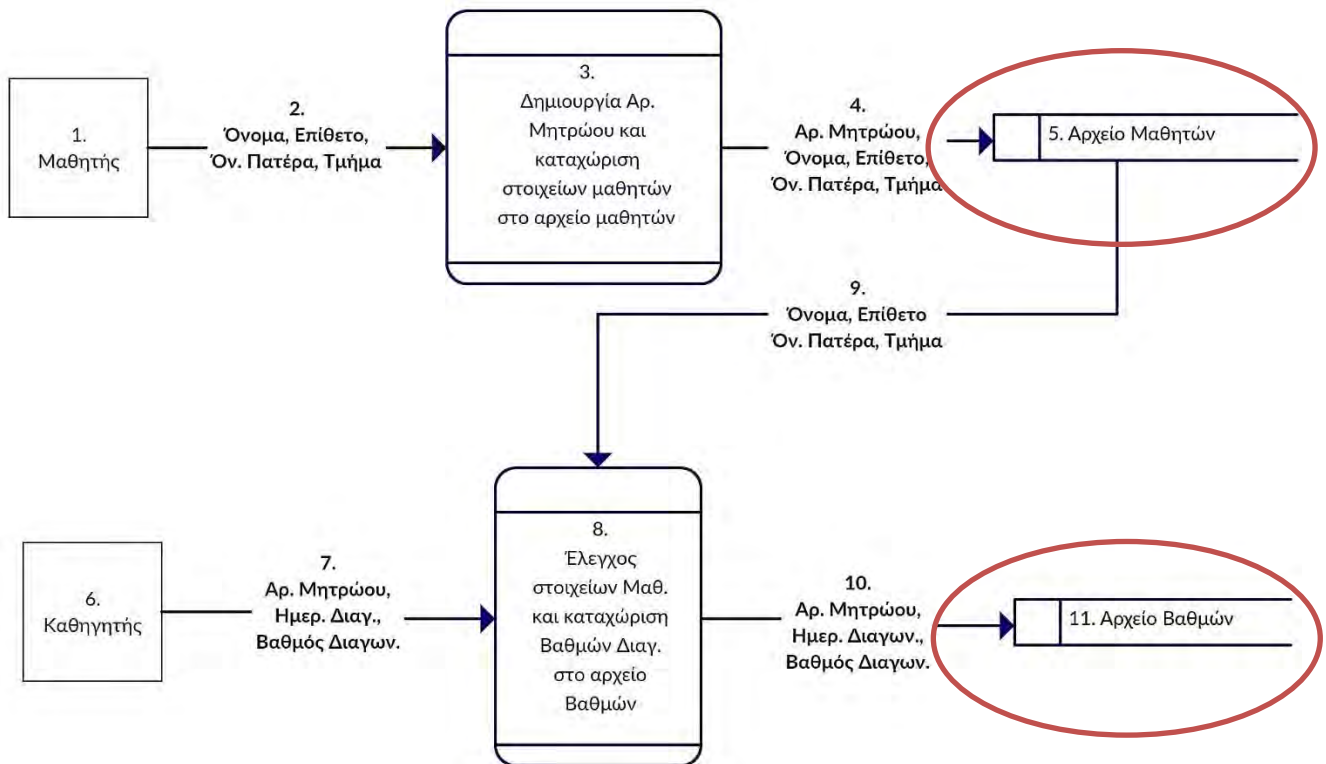 1.
Μαθητής
2.
Όνομα, Επίθετο,
Όν. Πατέρα, Τμήμα
3.
Δημιουργία Αρ.
Μητρώου και
καταχώριση
στοιχείων μαθητών
στο αρχείο μαθητών
4.
Αρ. Μητρώου,
Όνομα, Επίθετο,
Όν. Πατέρα, Τμήμα
5. Αρχείο Μαθητών
9.
Όνομα, Επίθετο
Όν. Πατέρα, Τμήμα
6.
Καθηγητής
7.
Αρ. Μητρώου,
Ημερ. Διαγ.,
Βαθμός Διαγων.
8.
Έλεγχος
στοιχείων Μαθ.
και καταχώριση
Βαθμών Διαγ.
στο αρχείο
Βαθμών
10.
Αρ. Μητρώου,
Ημερ. Διαγων.,
Βαθμός Διαγων.
11. Αρχείο Βαθμών